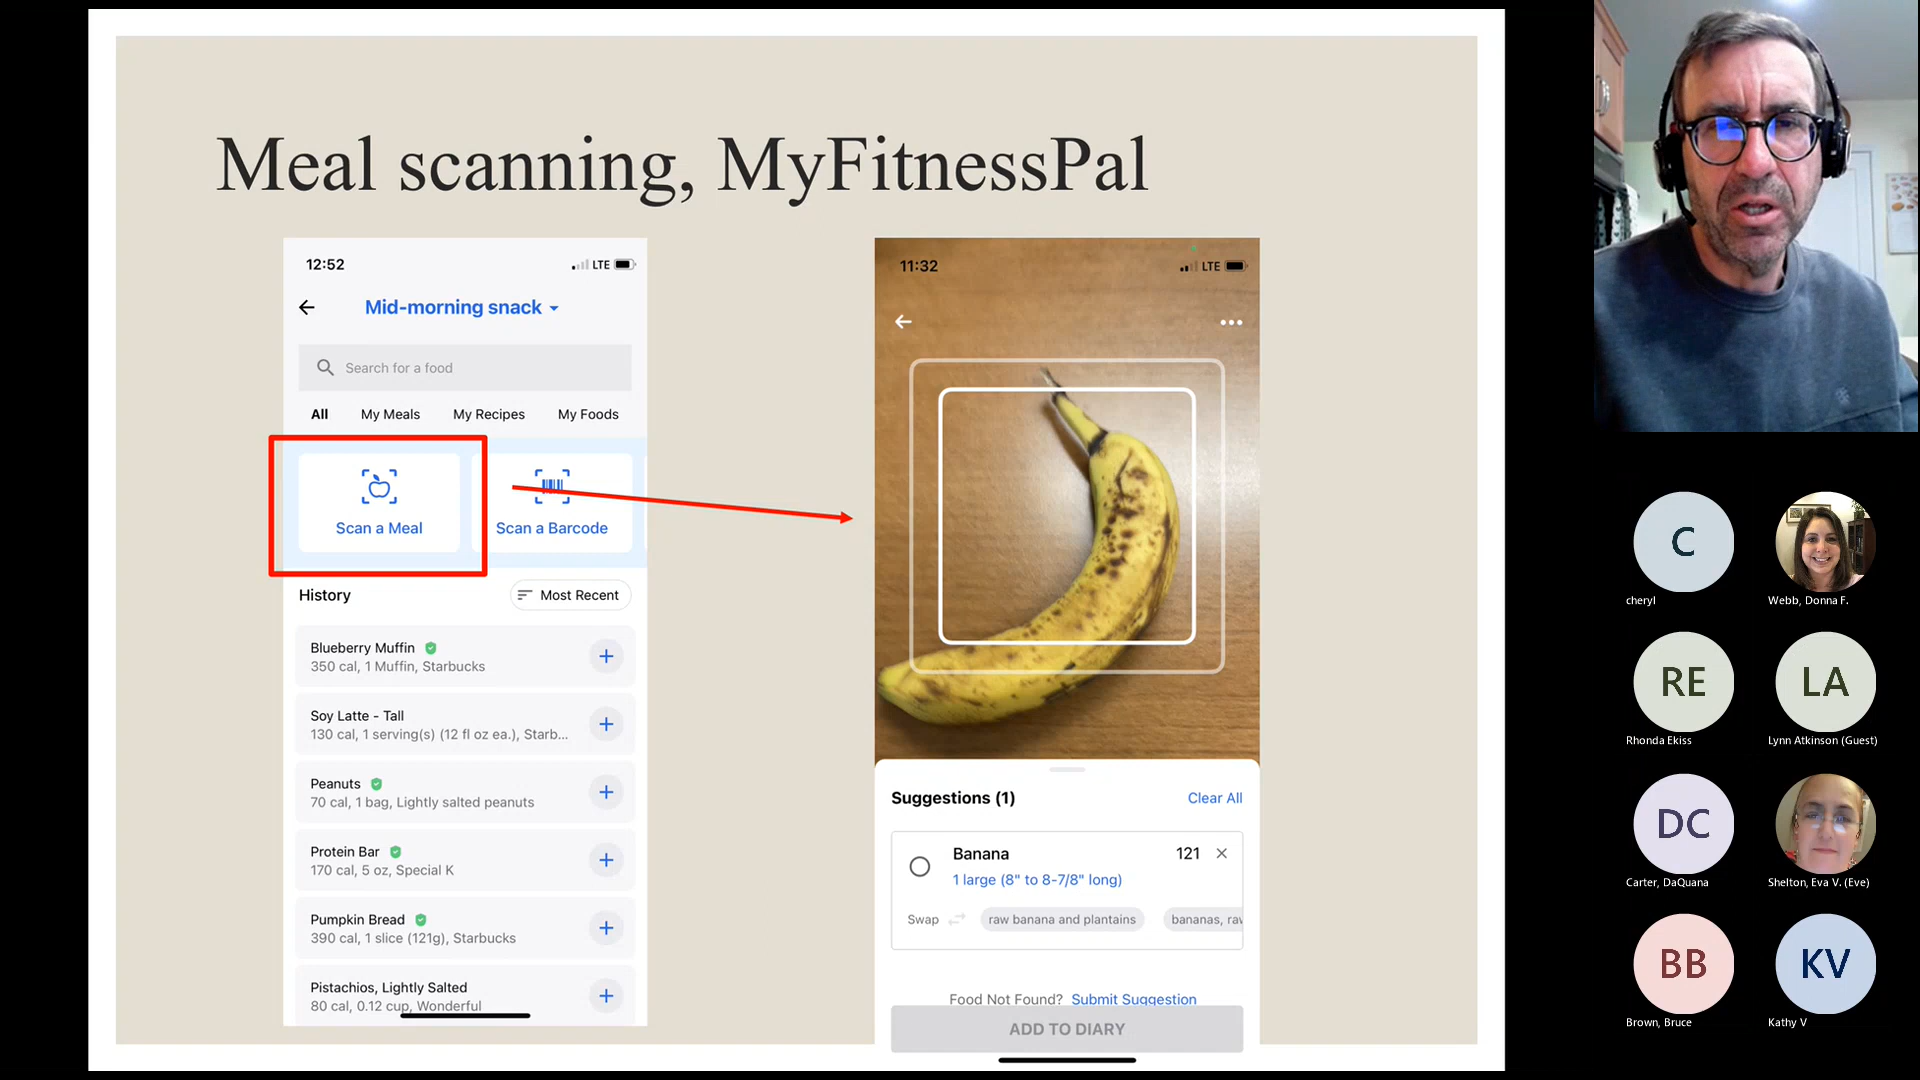 Meal scanning, MyFitnessPal
12:52
LTE
Mid-morning snack
Search for a food
All My Meals My Recipes My Foods
Scan a Meal
Scan a Barcode
History
Most Recent
Blueberry Muffin
350 cal, 1 Muffin, Starbucks
Soy Latte - Tall
130 cal, 1 serving(s) (12 fl oz ea.), Starb...
Peanuts
70 cal, 1 bag, Lightly salted peanuts
Protein Bar
170 cal, 5 oz, Special K
Pumpkin Bread
390 cal, 1 slice (121g), Starbucks
Pistachios, Lightly Salted
80 cal, 0.12 cup, Wonderful
11:32
LTE
Suggestions (1)
Clear All
Banana 121
1 large (8" to 8-7/8" long)
Swap raw banana and plantains bananas, rav
Food Not Found? Submit Suggestion
ADD TO DIARY
C
cheryl
Webb, Donna F.
RE
Rhonda Ekiss
LA
Lynn Atkinson (Guest)
DC
Carter, DaQuana
Shelton, Eva V. (Eve)
BB
Brown, Bruce
KV
Kathy V